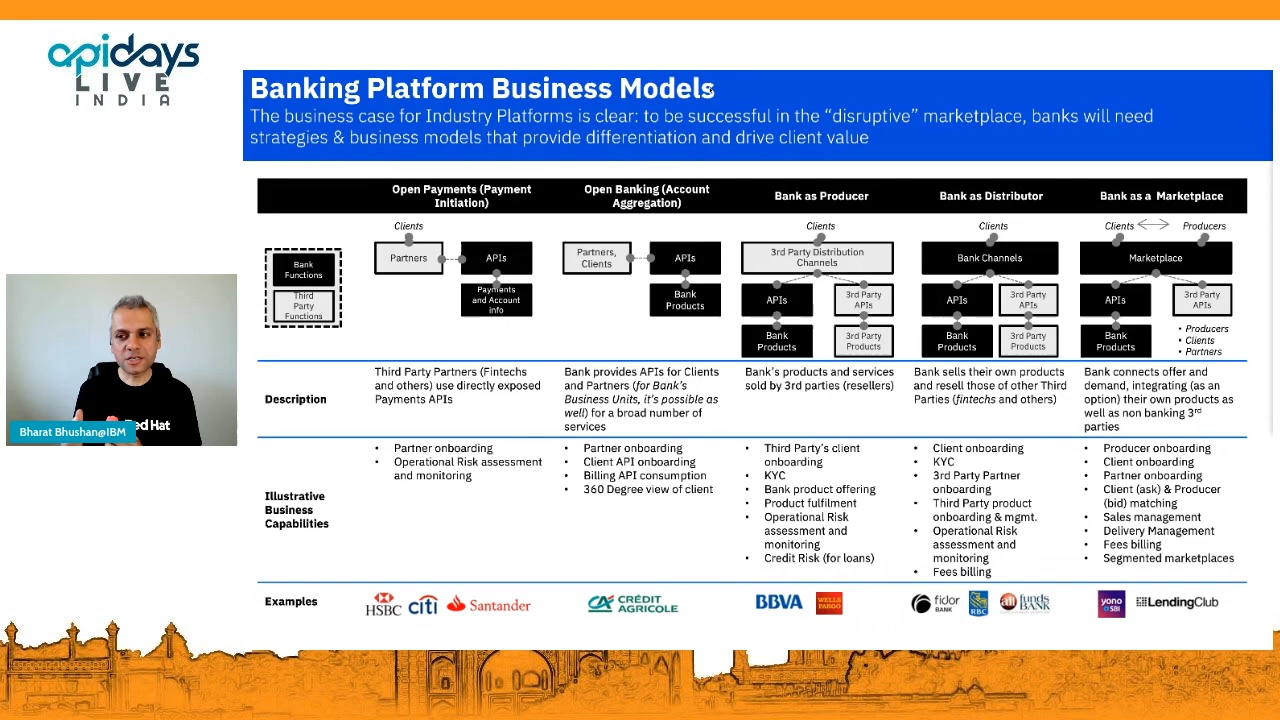 apidays
LIVE
INDIA
Banking Platform Business Models
The business case for Industry Platforms is clear: to be successful in the “disruptive” marketplace, banks will need
strategies & business models that provide differentiation and drive client value
Open Payments (Payment
Initiation)
Open Banking (Account
Aggregation)
Bank as Producer
Bank as Distributor
Bank as a Marketplace
Bank
Functions
Third
Party
Functions
Clients
Partners
APIs
Payments
and Account
info
Partners,
Clients
APIs
Bank
Products
Clients
3rd Party Distribution
Channels
APIs
3rd Party
APIs
Bank
Products
3rd Party
Products
Clients
Bank Channels
APIs
3rd Party
APIs
Bank
Products
3rd Party
Products
Clients
Producers
Marketplace
APIs
3rd Party
APIs
Bank
Products
• Producers
• Clients
• Partners
Description
Third Party Partners (Fintechs
and others) use directly exposed
Payments APIs
Bank provides APIs for Clients
and Partners (for Bank’s
Business Units, it’s possible as
well) for a broad number of
services
Bank’s products and services
sold by 3rd parties (resellers)
Bank sells their own products
and resell those of other Third
Parties (fintechs and others)
Bank connects offer and
demand, integrating (as an
option) their own products as
well as non banking 3rd
parties
Illustrative
Business
Capabilities
• Partner onboarding
• Operational Risk assessment
and monitoring
• Partner onboarding
• Client API onboarding
• Billing API consumption
• 360 Degree view of client
• Third Party’s client
onboarding
• KYC
• Bank product offering
• Product fulfilment
• Operational Risk
assessment and
monitoring
• Credit Risk (for loans)
• Client onboarding
• KYC
• 3rd Party Partner
onboarding
• Third Party product
onboarding & mgmt.
• Operational Risk
assessment and
monitoring
• Fees billing
• Producer onboarding
• Client onboarding
• Partner onboarding
• Client (ask) & Producer
(bid) matching
• Sales management
• Delivery Management
• Fees billing
• Segmented marketplaces
Examples
HSBC
citi
Santander
CRÉDIT
AGRICOLE
BBVA
WELLS
FARGO
fidor
BANK
RBC
allfunds
BANK
yono
SBI
LendingClub
Red Hat
Bharat Bhushan@IBM